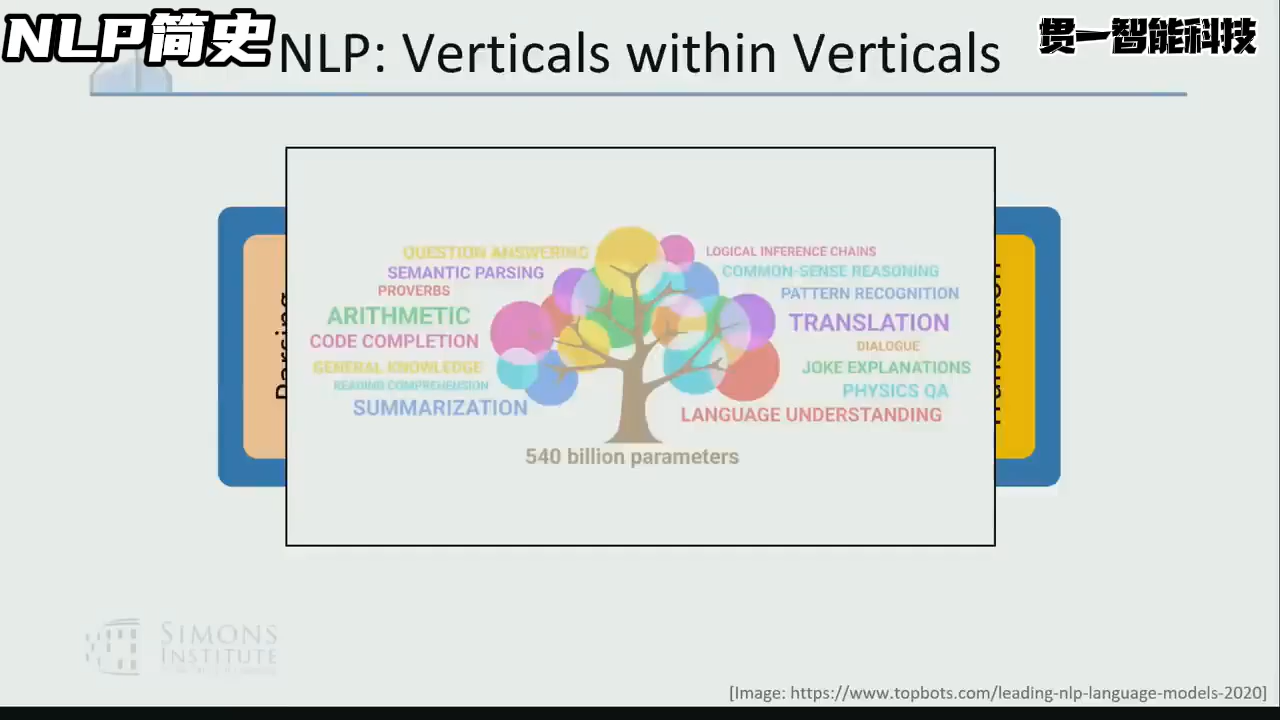 NLP简史
贯一智能科技
NLP: Verticals within Verticals
Parsing
QUESTION ANSWERING
SEMANTIC PARSING
PROVERBS
ARITHMETIC
CODE COMPLETION
GENERAL KNOWLEDGE
READING COMPREHENSION
SUMMARIZATION
LOGICAL INFERENCE CHAINS
COMMON-SENSE REASONING
PATTERN RECOGNITION
TRANSLATION
DIALOGUE
JOKE EXPLANATIONS
PHYSICS QA
LANGUAGE UNDERSTANDING
540 billion parameters
Translation
SIMONS
INSTITUTE
[Image: https://www.topbots.com/leading-nlp-language-models-2020]